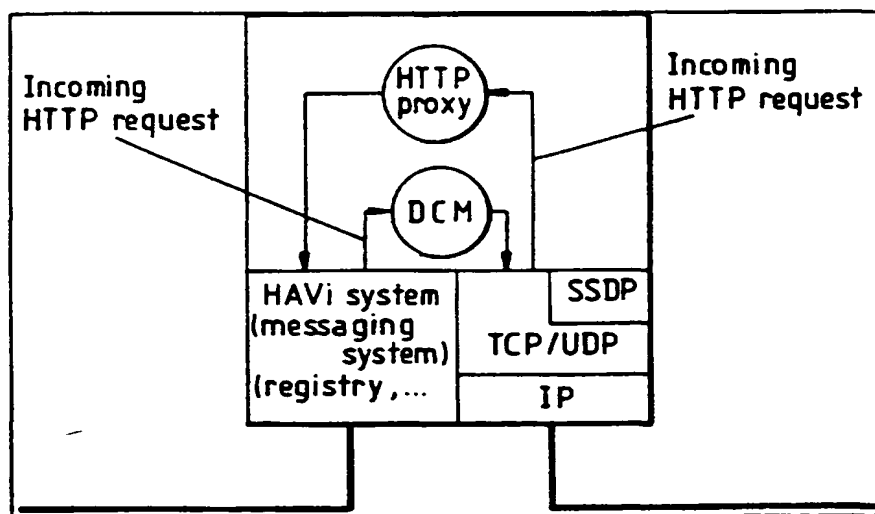 Incoming
HTTP request
HTTP
proxy
Incoming
HTTP request
DCM
HAVi system
(messaging
system)
(registry,...
SSDP
TCP/UDP
IP